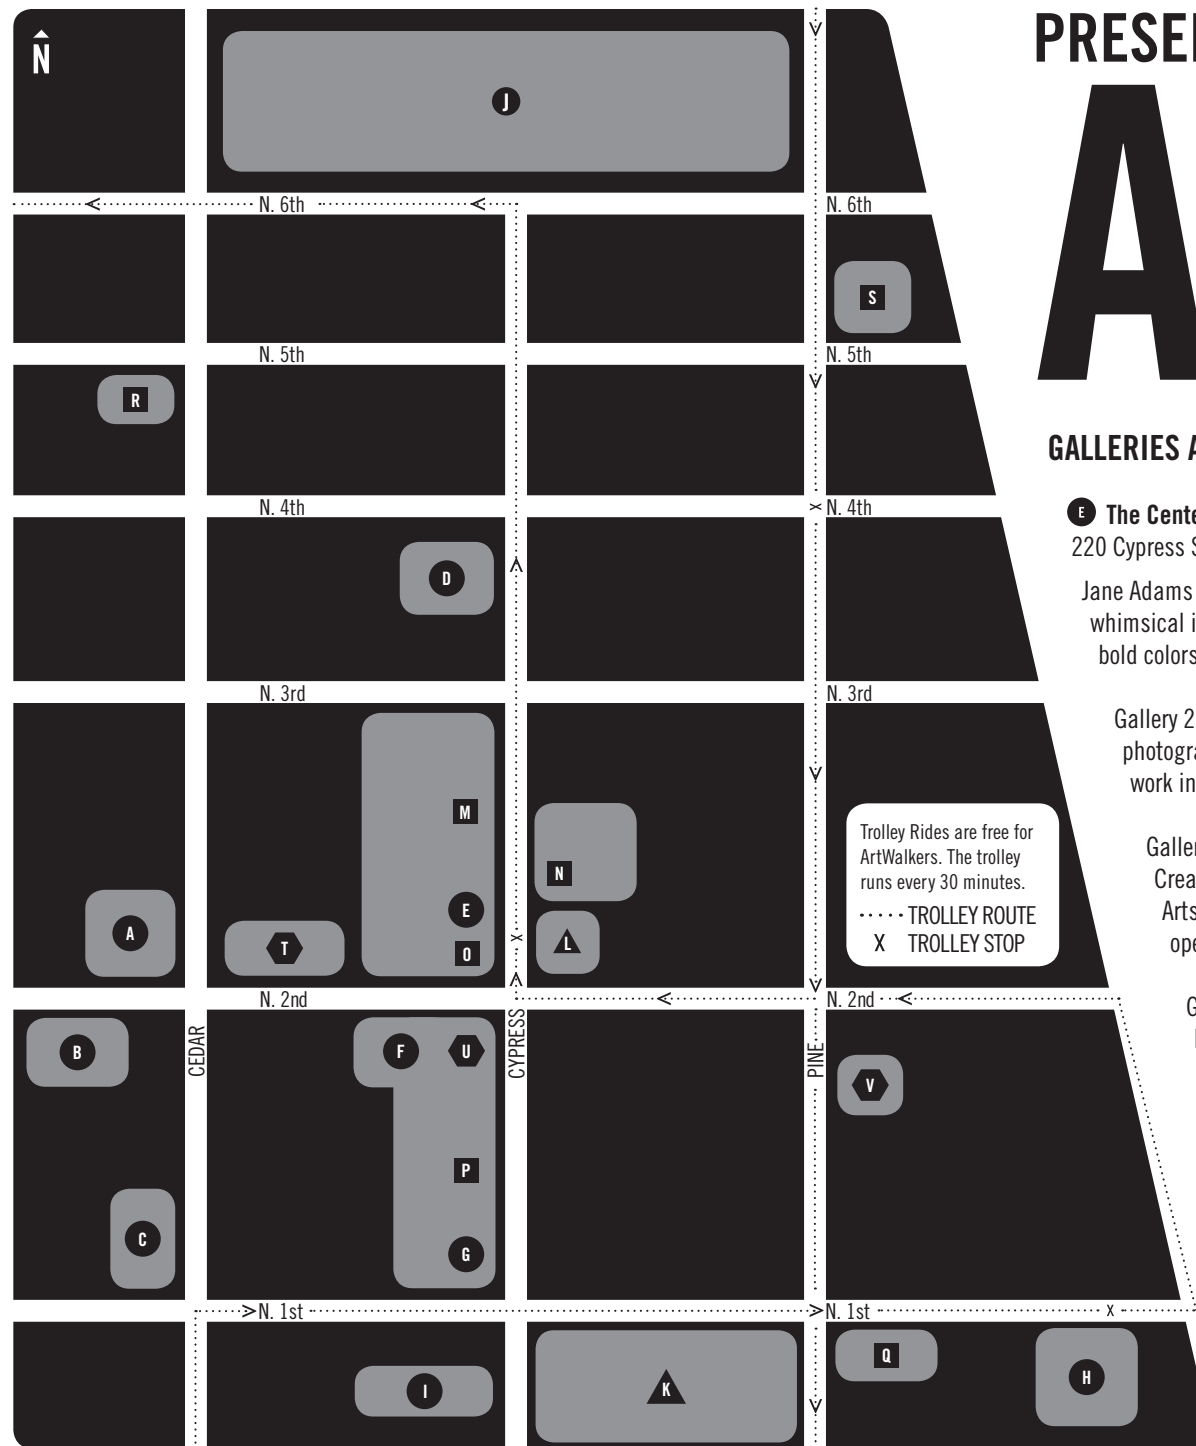 N
J
N. 6th
N. 6th
S
N. 5th
N. 5th
R
N. 4th
X N. 4th
D
N. 3rd
N. 3rd
M
N
E
A
T
O
X
L
Trolley Rides are free for
ArtWalkers. The trolley
runs every 30 minutes.
TROLLEY ROUTE
X TROLLEY STOP
N. 2nd
N. 2nd
CEDAR
CYPRESS
PINE
B
F
U
V
P
C
G
N. 1st
N. 1st
X
Q
I
K
H
PRESE
A
GALLERIES A
E The Cente
220 Cypress S
Jane Adams
whimsical i
bold colors
Gallery 2
photogra
work in
Galler
Crea
Arts
ope
G